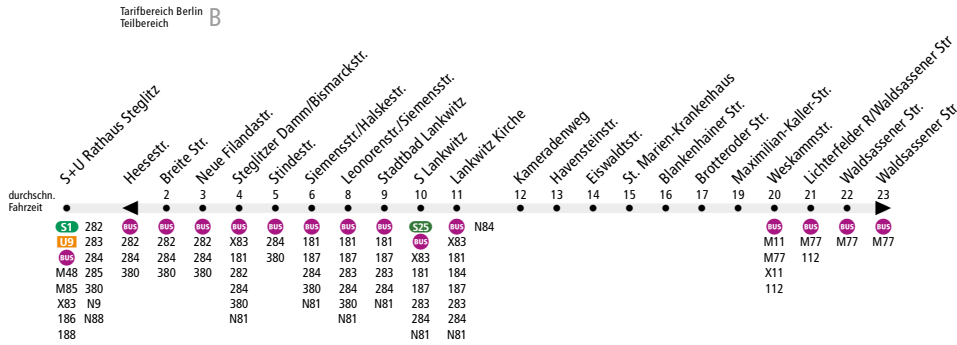 Tarifbereich Berlin B
Teilbereich
S+U Rathaus Steglitz
Heesestr.
Breite Str.
Neue Filandastr.
Steglitzer Damm/Bismarckstr.
Stindestr.
Siemensstr./Halskestr.
Leonorenstr./Siemensstr.
Stadtbad Lankwitz
S Lankwitz
Lankwitz Kirche
Kameradenweg
Havensteinstr.
Eiswaldtstr.
St. Marien-Krankenhaus
Blankenhainer Str.
Brotteroder Str.
Maximilian-Kaller-Str.
Weskammstr.
Lichterfelder R/Waldsassener Str
Waldsassener Str.
Waldsassener Str
durchschn. 2 3 4 5 6 8 9 10 11 12 13 14 15 16 17 19 20 21 22 23
Fahrzeit
S1 282 BUS BUS BUS BUS BUS BUS BUS BUS S25 BUS N84 BUS BUS BUS BUS
U9 283 282 282 282 X83 284 181 181 181 BUS X83 M11 M77 M77 M77
BUS 284 284 284 284 181 380 187 187 187 X83 181 M77 112
M48 285 380 380 380 282 284 283 283 181 184 X11
M85 380 284 380 284 284 187 187 112
X83 N9 380 N81 380 N81 283 283
186 N88 N81 N81 284 284
188 N81 N81